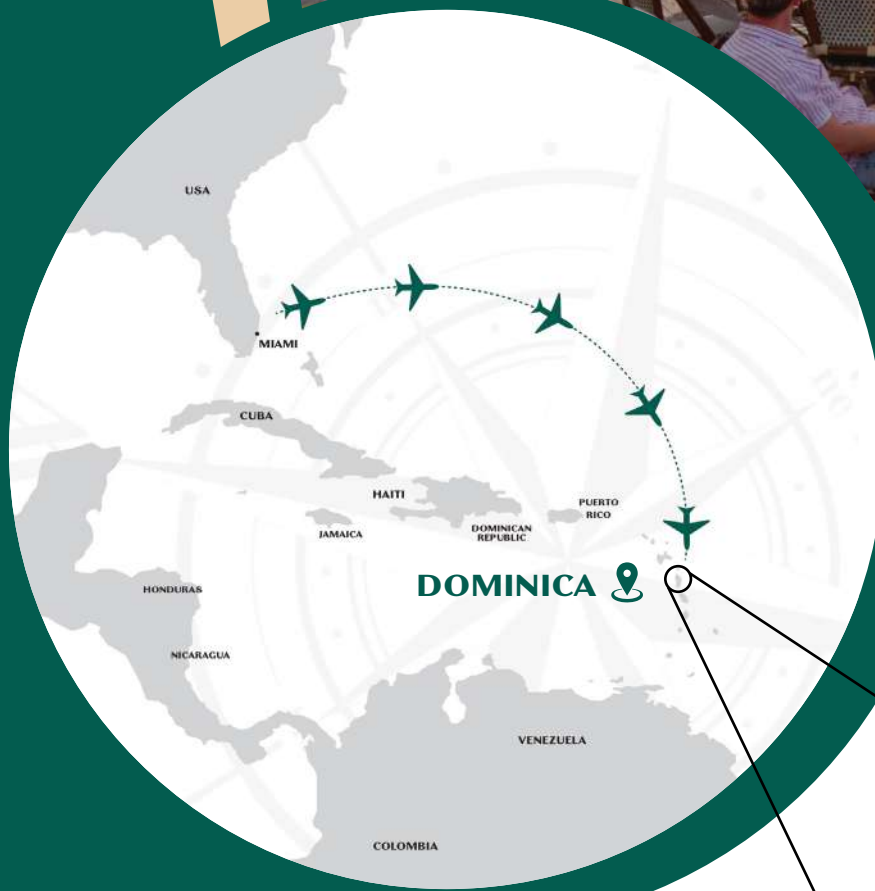 USA
MIAMI
CUBA
HAITI
PUERTO
RICO
JAMAICA
DOMINICAN
REPUBLIC
DOMINICA
HONDURAS
NICARAGUA
VENEZUELA
COLOMBIA